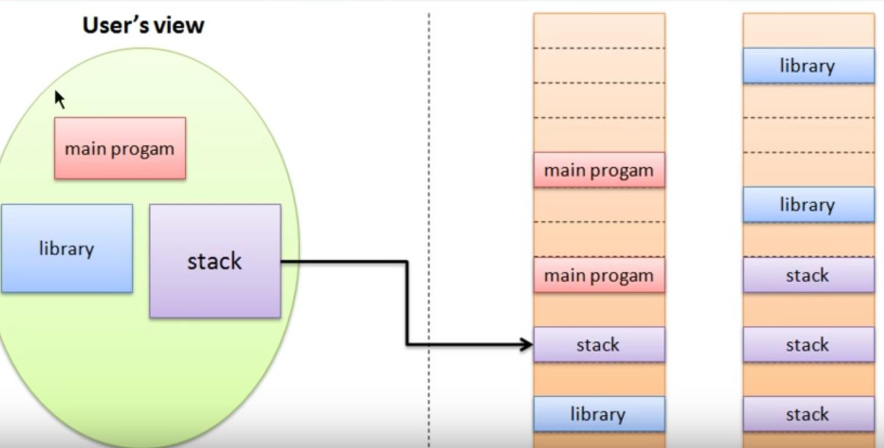 User's view
main progam
library
stack
main progam
main progam
stack
library
library
library
stack
stack
stack